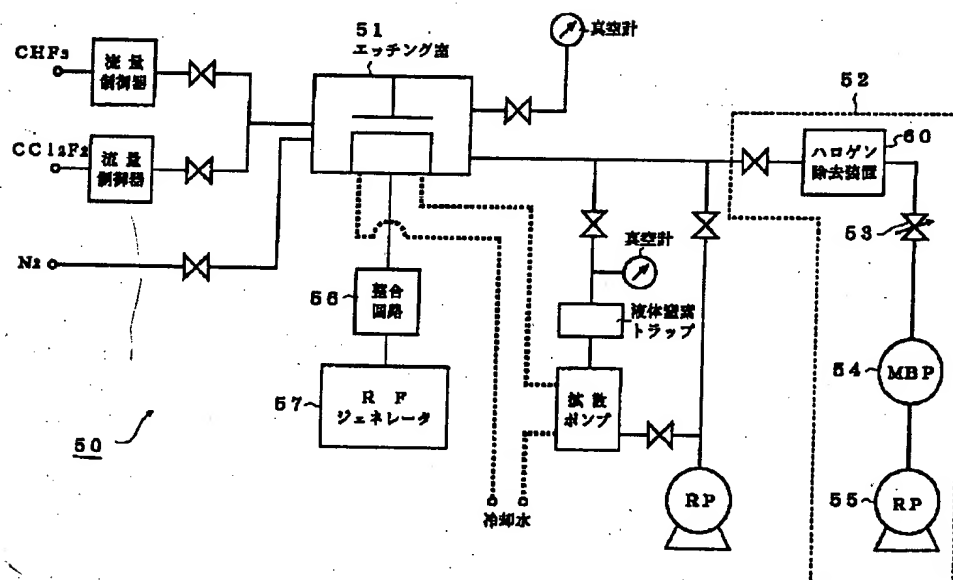 CHF3
流量
制御器
51
エッチング室
真空計
52
CCl2F2
流量
制御器
60
ハロゲン
除去装置
53
N2
真空計
56
整合
回路
液体窒素
トラップ
54
MBP
57
RF
ジェネレータ
拡散
ポンプ
50
冷却水
RP
55
RP